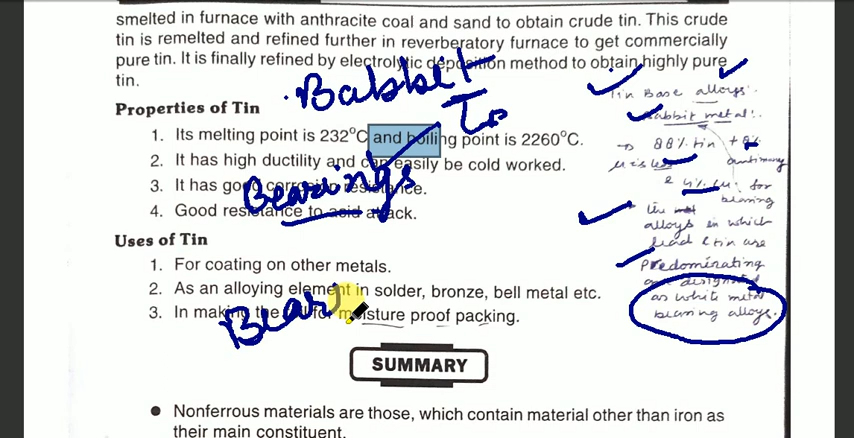 smelted in furnace with anthracite coal and sand to obtain crude tin. This crude
tin is remelted and refined further in reverberatory furnace to get commercially
pure tin. It is finally refined by electrolytic deposition method to obtain highly pure
tin.
Babbit
Properties of Tin
1. Its melting point is 232°C and boiling point is 2260°C.
2. It has high ductility and can easily be cold worked.
3. It has good corrosion resistance.
Bearings
4. Good resistance to acid attack.
Uses of Tin
1. For coating on other metals.
2. As an alloying element in solder, bronze, bell metal etc.
3. In making the foil for moisture proof packing.
Bear
Tin Base alloys.
Babbit metal:
88% tin + 8%
antimony
& 4% Cu. for
bearing
the
alloys in which
lead & tin are
predominating
are designated
as white metal
bearing alloys.
SUMMARY
● Nonferrous materials are those, which contain material other than iron as
their main constituent.